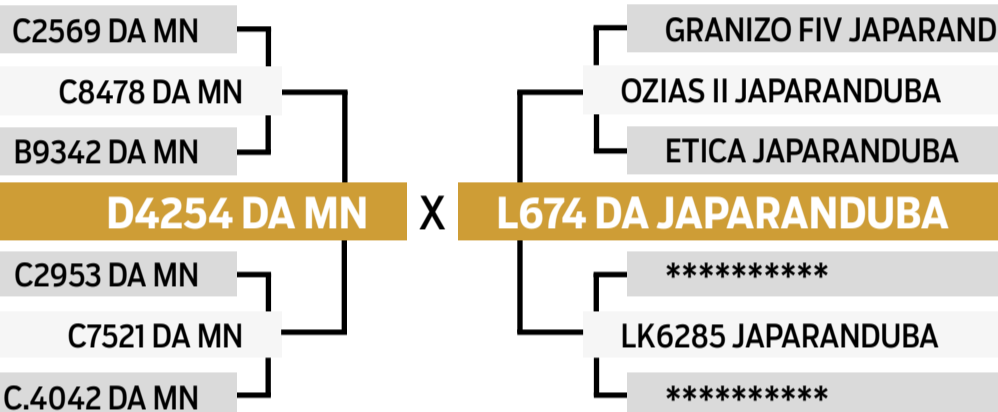 C2569 DA MN
C8478 DA MN
B9342 DA MN
D4254 DA MN
C2953 DA MN
C7521 DA MN
C.4042 DA MN
X
GRANIZO FIV JAPARAND
OZIAS II JAPARANDUBA
ETICA JAPARANDUBA
L674 DA JAPARANDUBA
**********
LK6285 JAPARANDUBA
**********